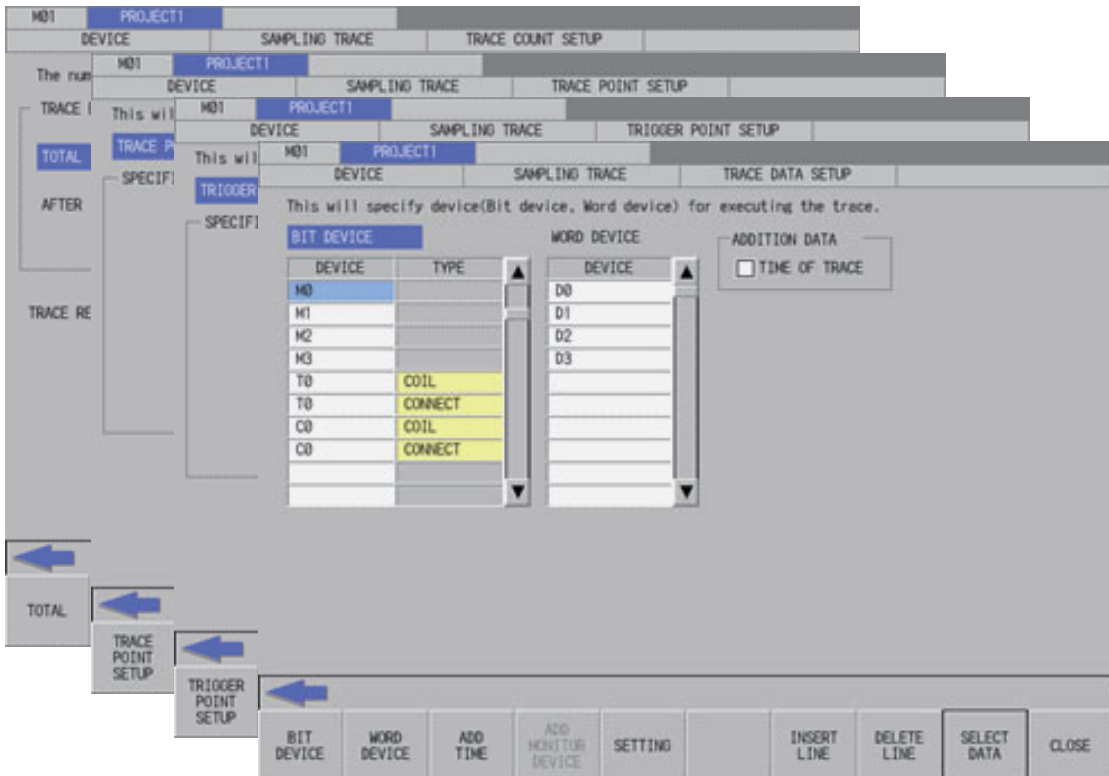 M01 PROJECT1
DEVICE SAMPLING TRACE TRACE COUNT SETUP
The num
TRACE
TOTAL
AFTER
TRACE RE
TOTAL
M01 PROJECT1
DEVICE SAMPLING TRACE TRACE POINT SETUP
This wil
TRACE P
SPECIFI
TRACE
POINT
SETUP
M01 PROJECT1
DEVICE SAMPLING TRACE TRIGGER POINT SETUP
This wil
TRIGGER
SPECIFI
TRIGGER
POINT
SETUP
M01 PROJECT1
DEVICE SAMPLING TRACE TRACE DATA SETUP
This will specify device(Bit device, Word device) for executing the trace.
BIT DEVICE WORD DEVICE ADDITION DATA
DEVICE TYPE DEVICE TIME OF TRACE
M0 D0
M1 D1
M2 D2
M3 D3
T0 COIL
T0 CONNECT
C0 COIL
C0 CONNECT
BIT DEVICE
WORD DEVICE
ADD TIME
ADD MONITOR DEVICE
SETTING
INSERT LINE
DELETE LINE
SELECT DATA
CLOSE